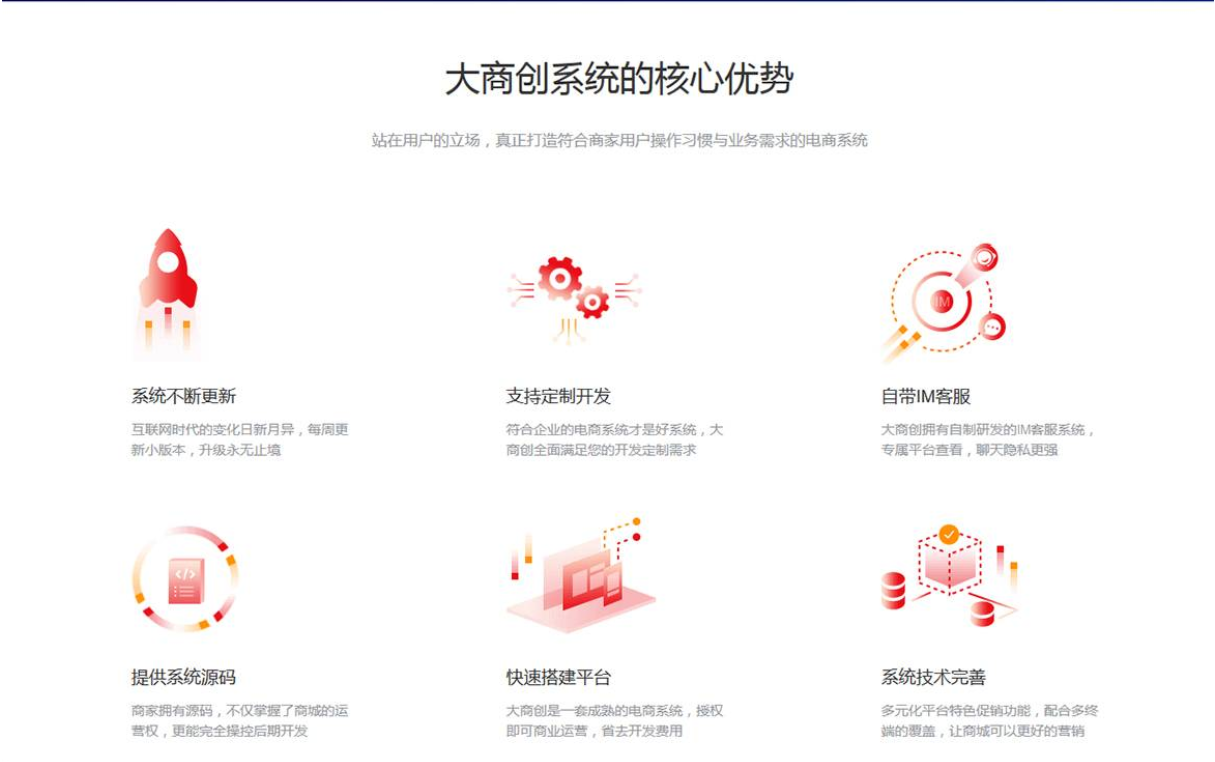 大商创系统的核心优势
站在用户的立场，真正打造符合商家用户操作习惯与业务需求的电商系统
IM
系统不断更新
支持定制开发
自带IM客服
互联网时代的变化日新月异，每周更
新小版本，升级永无止境
符合企业的电商系统才是好系统，大
商创全面满足您的开发定制需求
大商创拥有自制研发的IM客服系统，
专属平台查看，聊天隐私更强
</>
提供系统源码
快速搭建平台
系统技术完善
商家拥有源码，不仅掌握了商城的运
营权，更能完全操控后期开发
大商创是一套成熟的电商系统，授权
即可商业运营，省去开发费用
多元化平台特色促销功能，配合多终
端的覆盖，让商城可以更好的营销